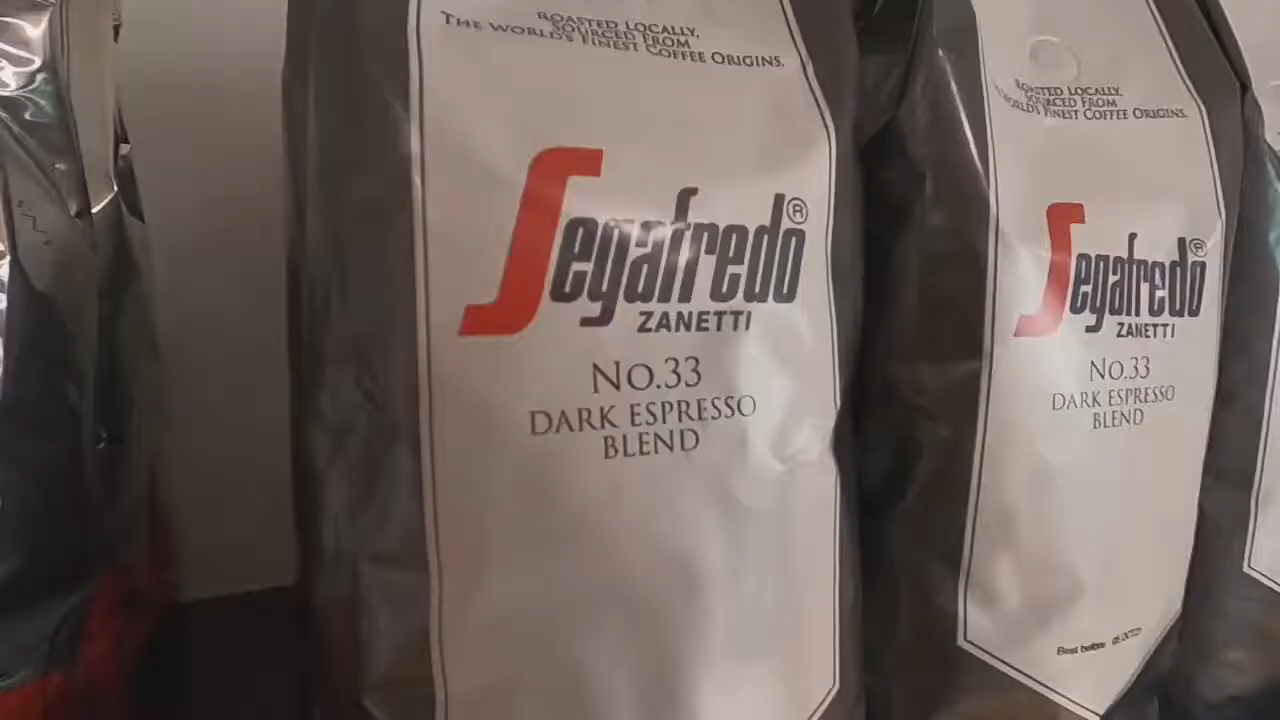 ROASTED LOCALLY,
SOURCED FROM
THE WORLD'S FINEST COFFEE ORIGINS.
Segafredo®
ZANETTI
No.33
DARK ESPRESSO
BLEND
ROASTED LOCALLY,
SOURCED FROM
WORLD'S FINEST COFFEE ORIGINS.
Segafredo®
ZANETTI
No.33
DARK ESPRESSO
BLEND
Best before